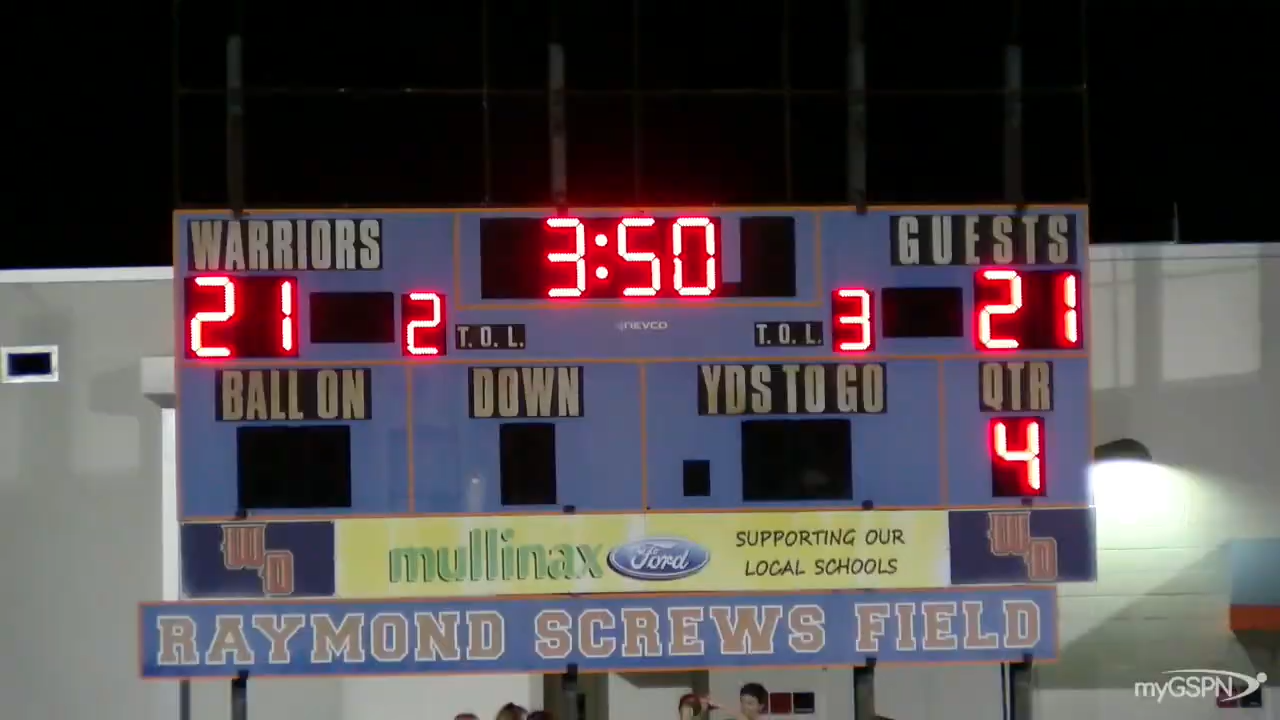 WARRIORS 3:50 GUESTS
21 2 T. O. L. NEVCO T. O. L. 3 21
BALL ON DOWN YDS TO GO QTR
4
WD mullinax Ford SUPPORTING OUR WD
LOCAL SCHOOLS
RAYMOND SCREWS FIELD
myGSPN